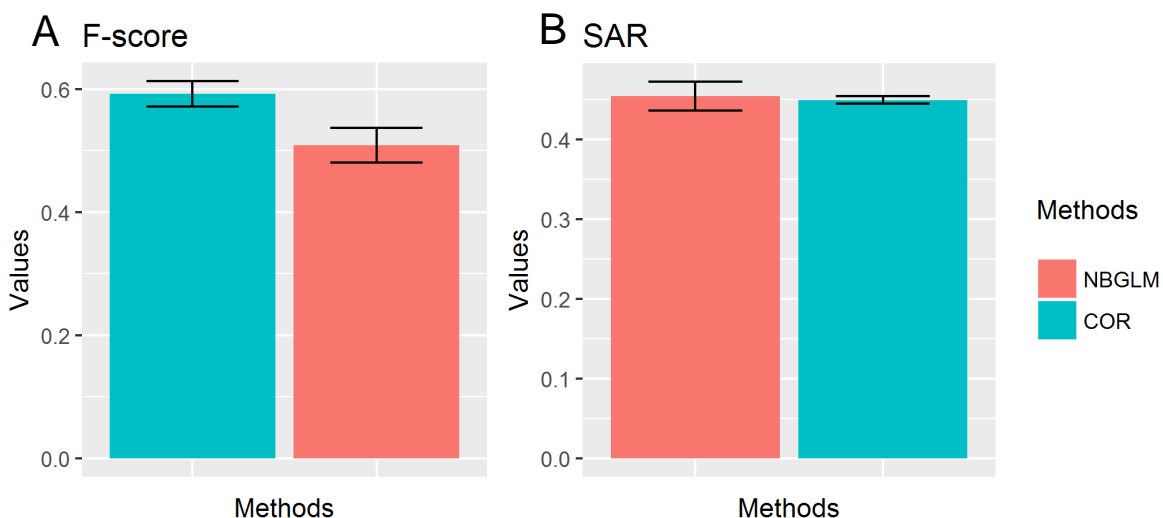 A F-score
Values
0.6
0.4
0.2
0.0
Methods
B SAR
Values
0.4
0.3
0.2
0.1
0.0
Methods
Methods
NBGLM
COR